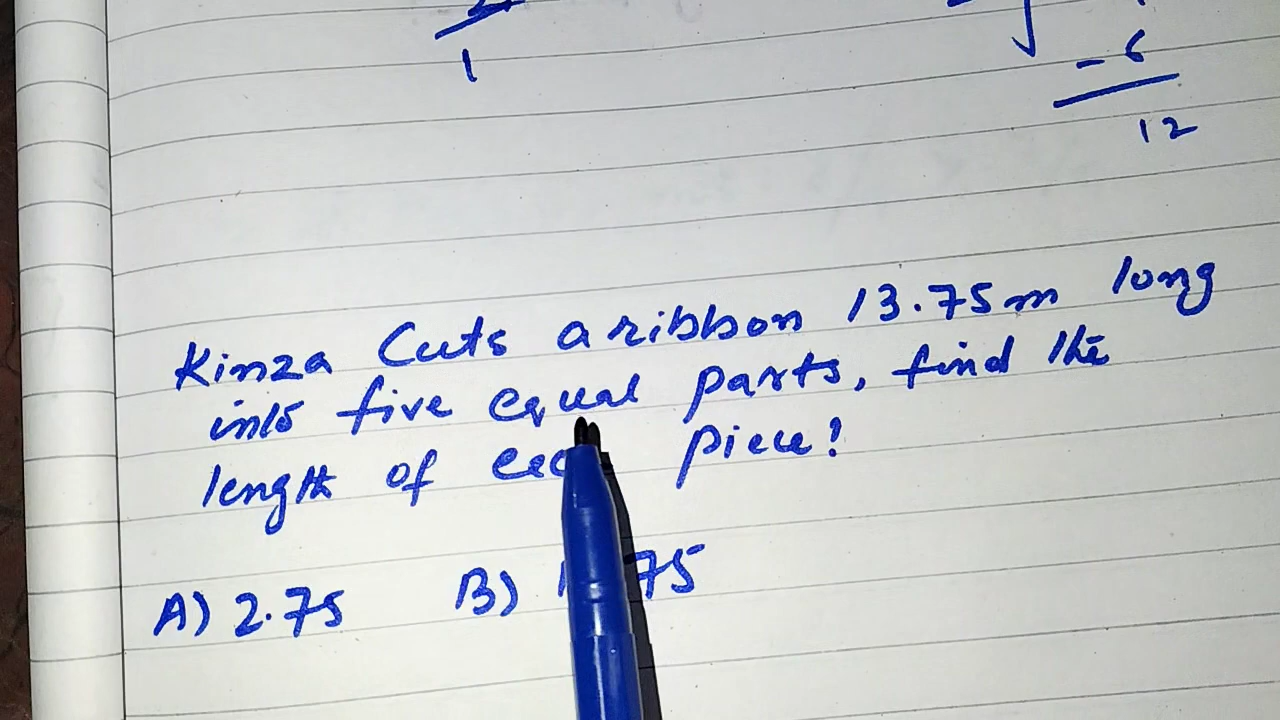 1
- 6
12
Kinza Cuts a ribbon 13.75m long
into five equal parts, find the
length of piece!
A) 2.75 B) 75